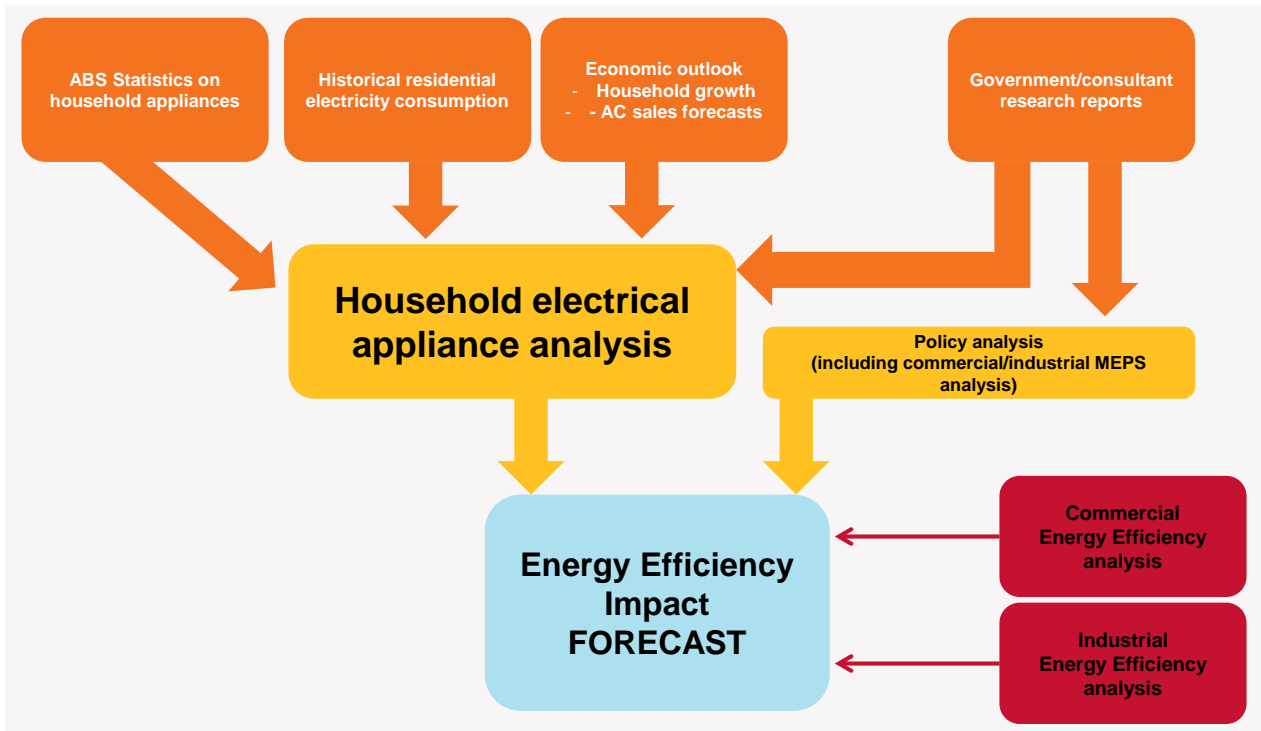 ABS Statistics on
household appliances
Historical residential
electricity consumption
Economic outlook
- Household growth
- - AC sales forecasts
Government/consultant
research reports
Household electrical
appliance analysis
Policy analysis
(including commercial/industrial MEPS
analysis)
Energy Efficiency
Impact
FORECAST
Commercial
Energy Efficiency
analysis
Industrial
Energy Efficiency
analysis